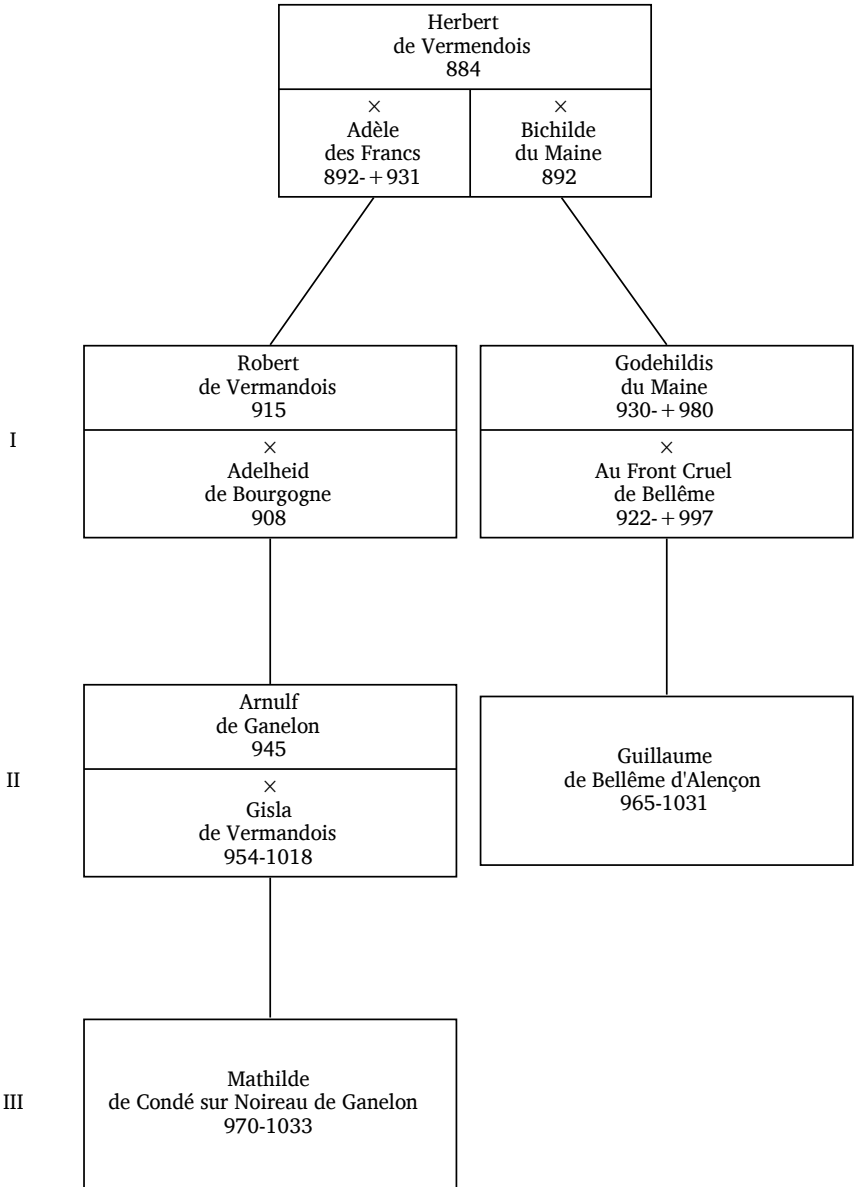 Herbert
de Vermendois
884
×
Adèle
des Francs
892-+931
×
Bichilde
du Maine
892
I
Robert
de Vermandois
915
×
Adelheid
de Bourgogne
908
Godehildis
du Maine
930-+980
×
Au Front Cruel
de Bellême
922-+997
II
Arnulf
de Ganelon
945
×
Gisla
de Vermandois
954-1018
Guillaume
de Bellême d'Alençon
965-1031
III
Mathilde
de Condé sur Noireau de Ganelon
970-1033